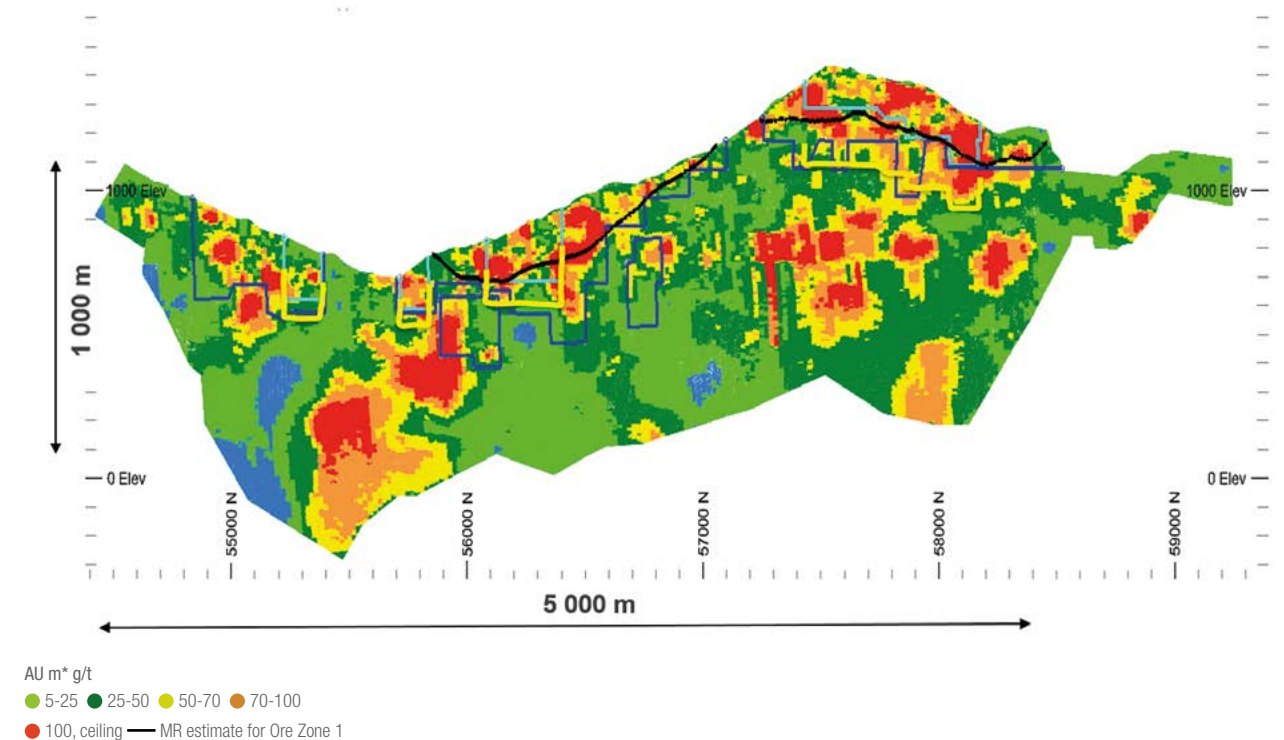 1000 Elev
1000 Elev
1 000 m
0 Elev
0 Elev
55000 N
56000 N
57000 N
58000 N
59000 N
5 000 m
AU m* g/t
5-25 25-50 50-70 70-100
100, ceiling MR estimate for Ore Zone 1